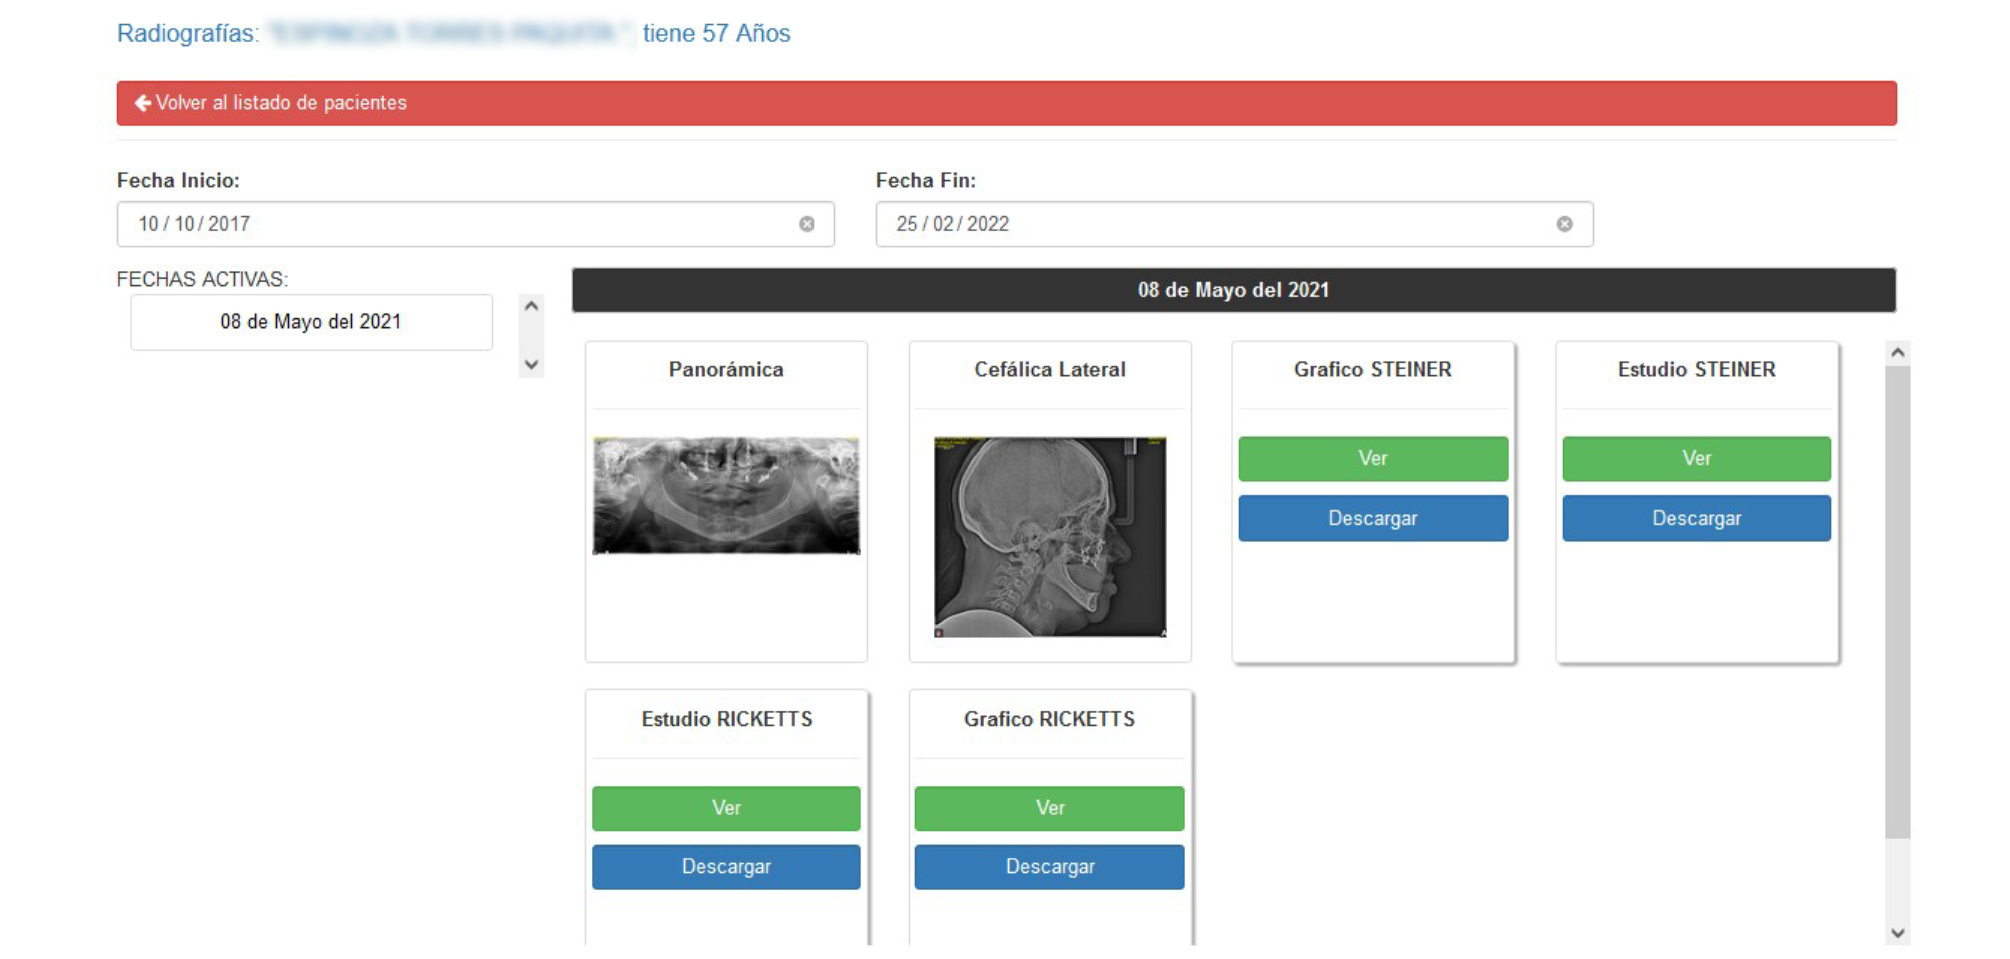 Radiografías: tiene 57 Años
Volver al listado de pacientes
Fecha Inicio:
Fecha Fin:
10 / 10 / 2017
25 / 02 / 2022
FECHAS ACTIVAS:
08 de Mayo del 2021
08 de Mayo del 2021
Panorámica
Cefálica Lateral
Grafico STEINER
Estudio STEINER
Ver
Ver
Descargar
Descargar
Estudio RICKETTS
Grafico RICKETTS
Ver
Ver
Descargar
Descargar